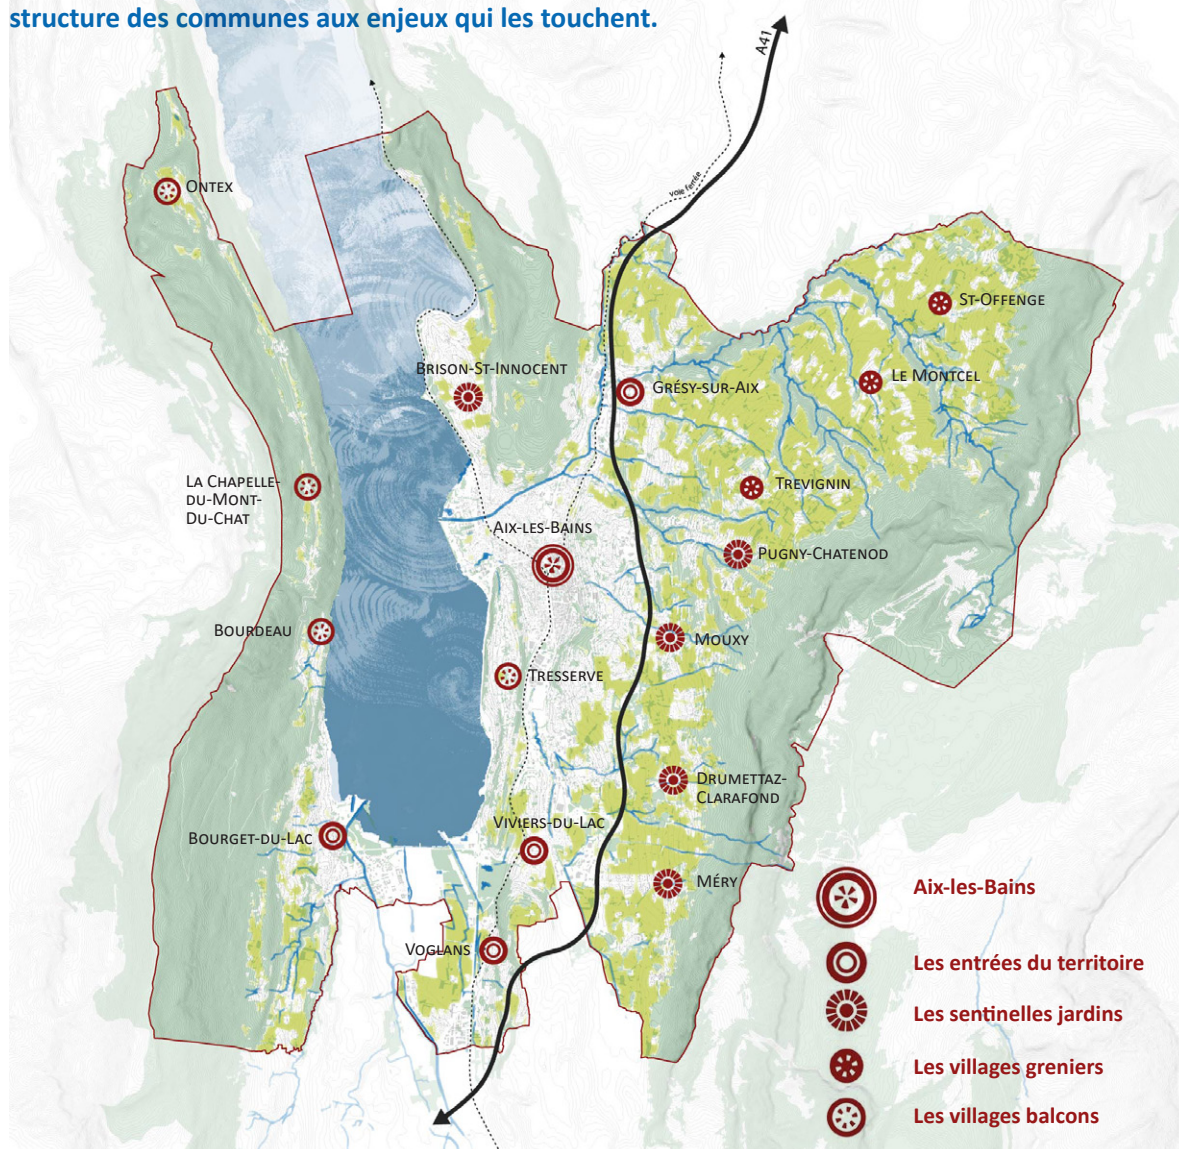 structure des communes aux enjeux qui les touchent.
A41
voie ferrée
Ontex
St-Offenge
Brison-St-Innocent
Grésy-sur-Aix
Le Montcel
La Chapelle-
du-Mont-
Du-Chat
Trevignin
Aix-les-Bains
Pugny-Chatenod
Bourdeau
Mouxy
Tresserve
Drumettaz-
Clarafond
Bourget-du-Lac
Viviers-du-Lac
Méry
Voglans
Aix-les-Bains
Les entrées du territoire
Les sentinelles jardins
Les villages greniers
Les villages balcons